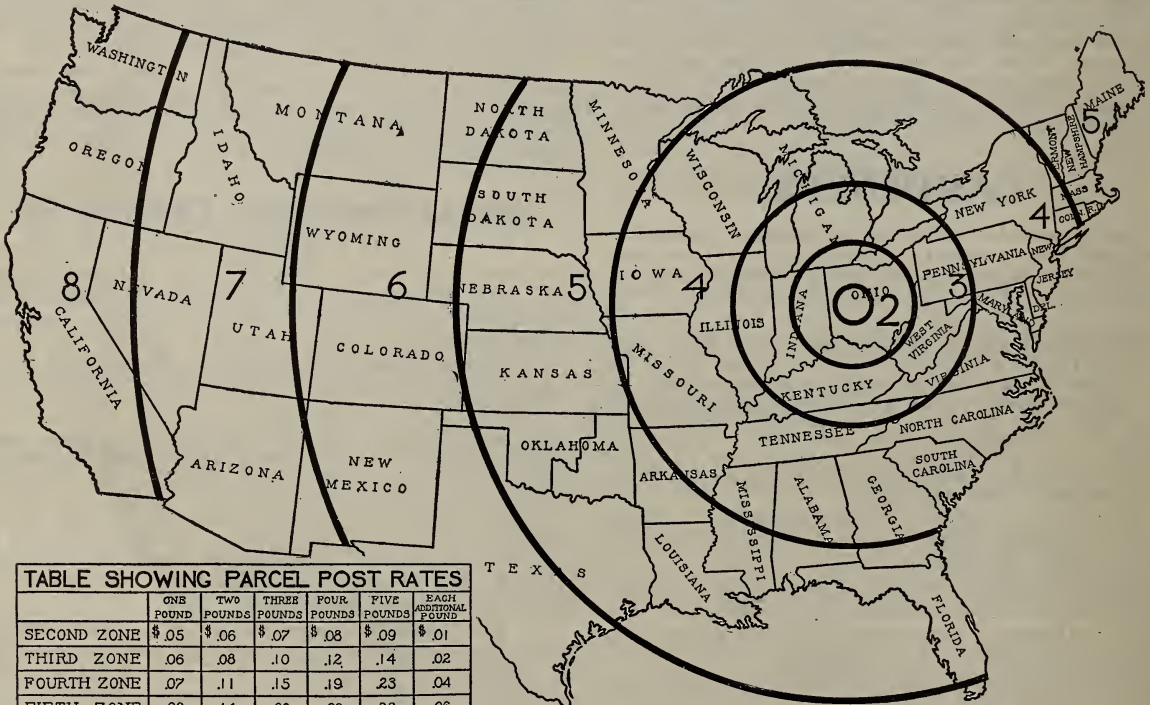 WASHINGTON
OREGON
IDAHO
MONTANA
NORTH
DAKOTA
SOUTH
DAKOTA
MINNESOTA
WISCONSIN
MICHIGAN
MAINE
5
VERMONT
NEW
HAMPSHIRE
MASS
CONN. R.I.
NEW YORK
4
WYOMING
NEBRASKA
IOWA
PENNSYLVANIA
NEW
JERSEY
8
NEVADA
7
6
5
4
OHIO
2
3
MARY
DEL.
UTAH
COLORADO
ILLINOIS
INDIANA
WEST
VIRGINIA
CALIFORNIA
KANSAS
MISSOURI
KENTUCKY
VIRGINIA
ARIZONA
NEW
MEXICO
OKLAHOMA
ARKANSAS
TENNESSEE
NORTH CAROLINA
SOUTH
CAROLINA
TEXAS
LOUISIANA
MISSISSIPPI
ALABAMA
GEORGIA
FLORIDA
TABLE SHOWING PARCEL POST RATES
ONE POUND TWO POUNDS THREE POUNDS FOUR POUNDS FIVE POUNDS EACH ADDITIONAL POUND
SECOND ZONE $.05 $.06 $.07 $.08 $.09 $.01
THIRD ZONE .06 .08 .10 .12 .14 .02
FOURTH ZONE .07 .11 .15 .19 .23 .04